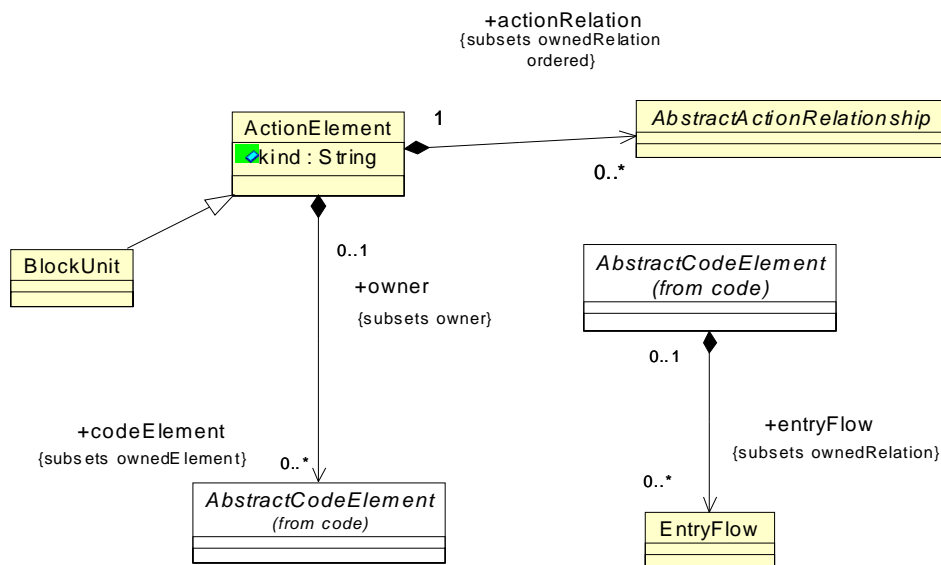 +actionRelation
{subsets ownedRelation
ordered}
ActionElement
kind : String
1
AbstractActionRelationship
0..*
BlockUnit
0..1
+owner
{subsets owner}
AbstractCodeElement
(from code)
0..1
+codeElement
{subsets ownedElement}
0..*
+entryFlow
{subsets ownedRelation}
0..*
AbstractCodeElement
(from code)
EntryFlow